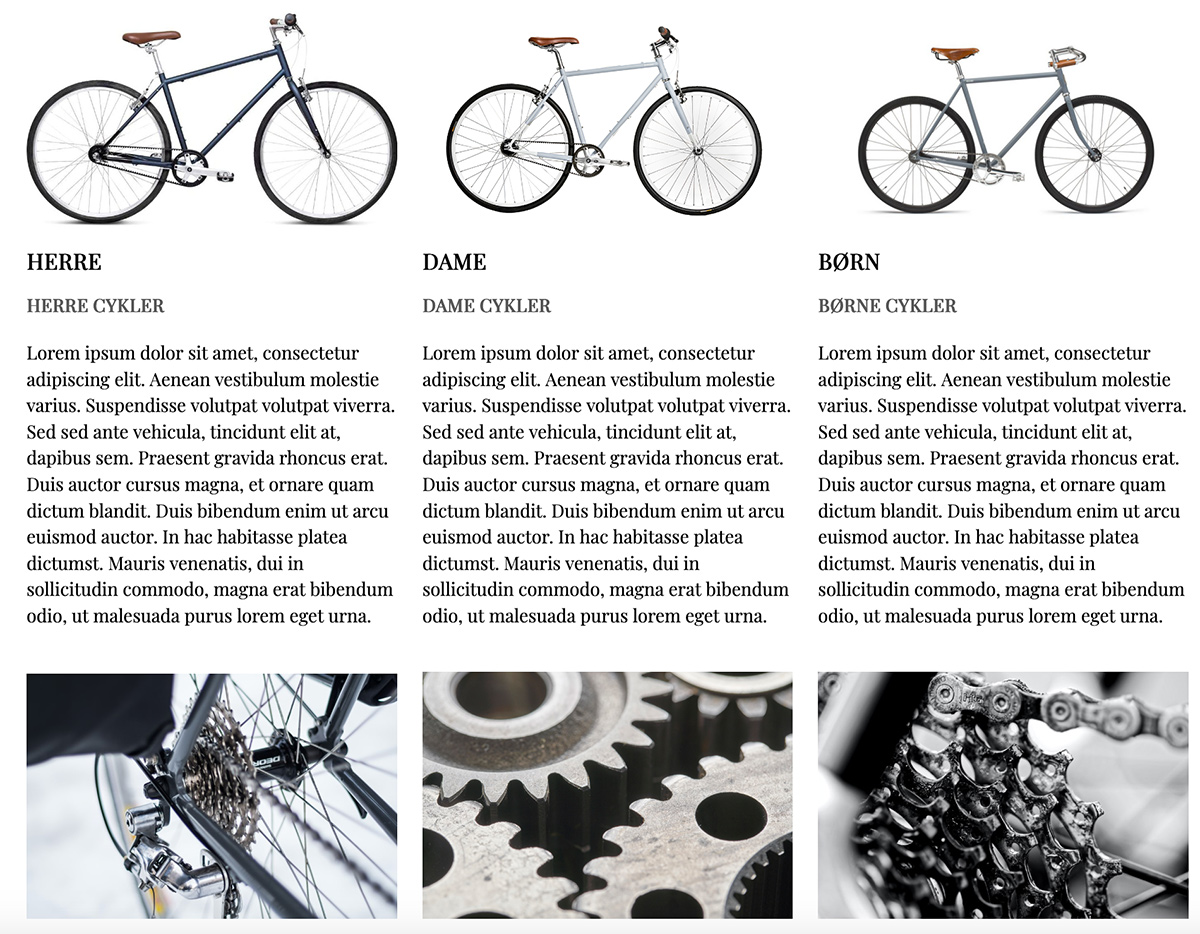 HERRE
HERRE CYKLER
Lorem ipsum dolor sit amet, consectetur
adipiscing elit. Aenean vestibulum molestie
varius. Suspendisse volutpat volutpat viverra.
Sed sed ante vehicula, tincidunt elit at,
dapibus sem. Praesent gravida rhoncus erat.
Duis auctor cursus magna, et ornare quam
dictum blandit. Duis bibendum enim ut arcu
euismod auctor. In hac habitasse platea
dictumst. Mauris venenatis, dui in
sollicitudin commodo, magna erat bibendum
odio, ut malesuada purus lorem eget urna.
DAME
DAME CYKLER
Lorem ipsum dolor sit amet, consectetur
adipiscing elit. Aenean vestibulum molestie
varius. Suspendisse volutpat volutpat viverra.
Sed sed ante vehicula, tincidunt elit at,
dapibus sem. Praesent gravida rhoncus erat.
Duis auctor cursus magna, et ornare quam
dictum blandit. Duis bibendum enim ut arcu
euismod auctor. In hac habitasse platea
dictumst. Mauris venenatis, dui in
sollicitudin commodo, magna erat bibendum
odio, ut malesuada purus lorem eget urna.
BØRN
BØRNE CYKLER
Lorem ipsum dolor sit amet, consectetur
adipiscing elit. Aenean vestibulum molestie
varius. Suspendisse volutpat volutpat viverra.
Sed sed ante vehicula, tincidunt elit at,
dapibus sem. Praesent gravida rhoncus erat.
Duis auctor cursus magna, et ornare quam
dictum blandit. Duis bibendum enim ut arcu
euismod auctor. In hac habitasse platea
dictumst. Mauris venenatis, dui in
sollicitudin commodo, magna erat bibendum
odio, ut malesuada purus lorem eget urna.
DEORE